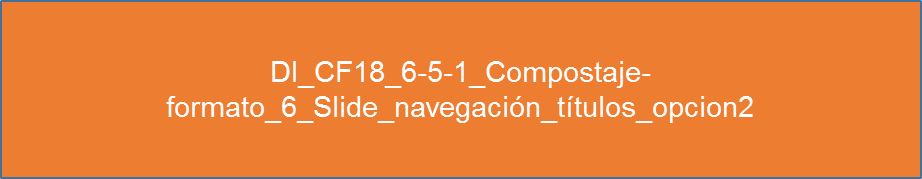 DI_CF18_6-5-1_Compostaje-
formato_6_Slide_navegación_títulos_opcion2